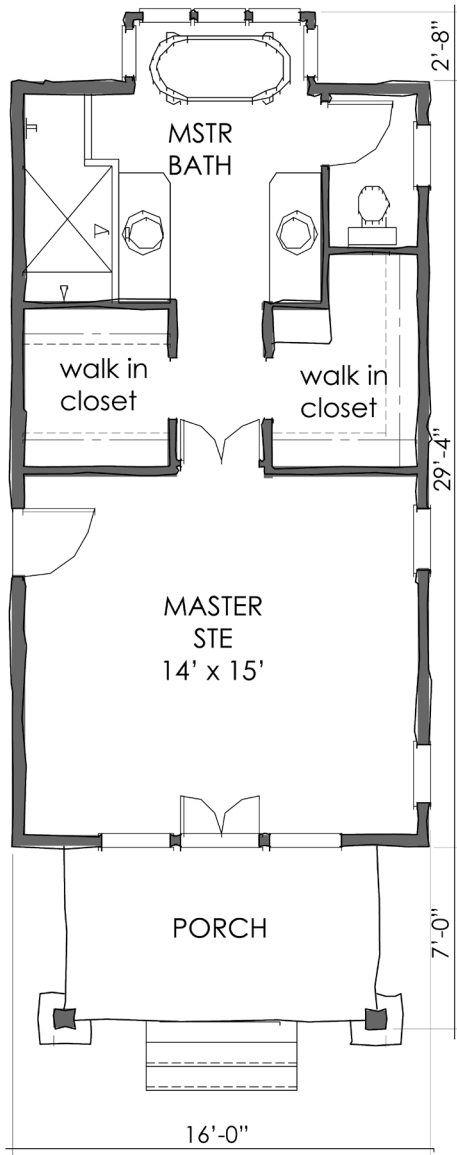 2'-8"
MSTR
BATH
walk in
closet
walk in
closet
29'-4"
MASTER
STE
14' x 15'
PORCH
7'-0"
16'-0"